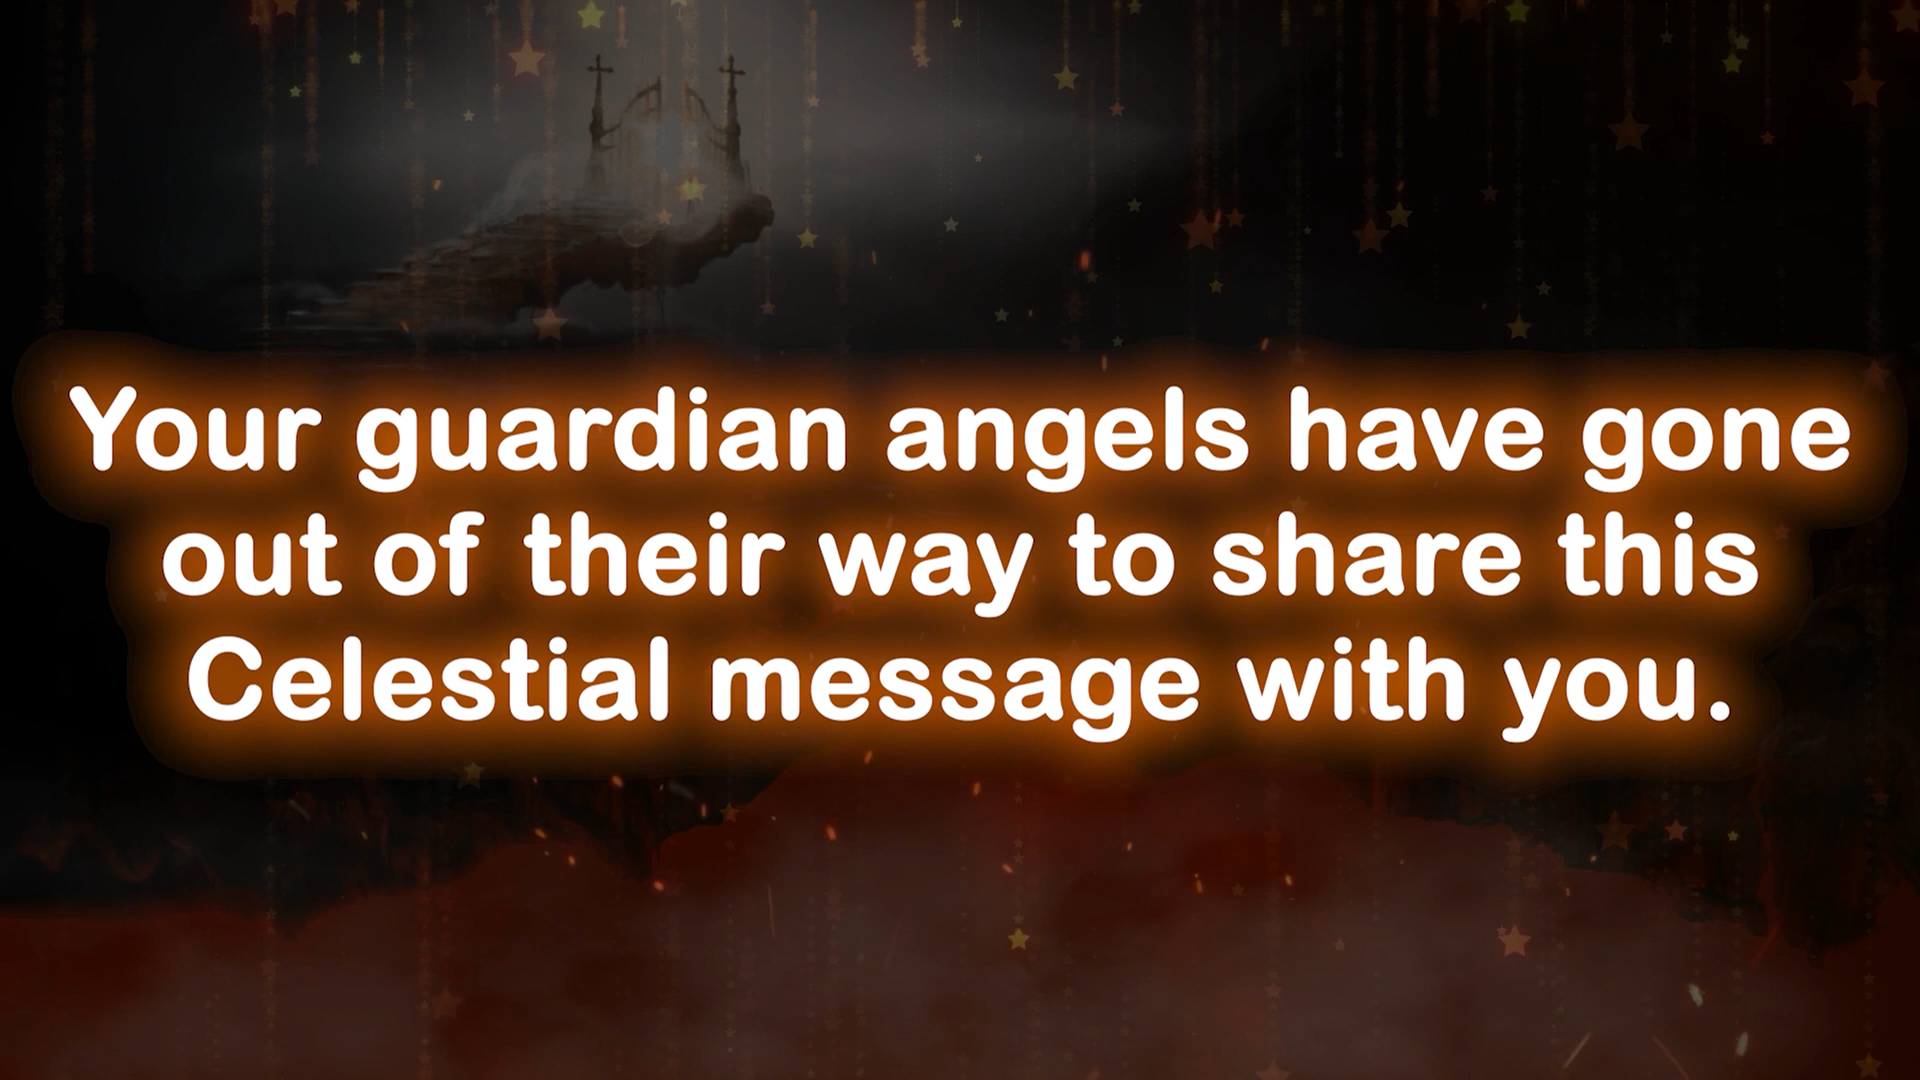 Your guardian angels have gone
out of their way to share this
Celestial message with you.